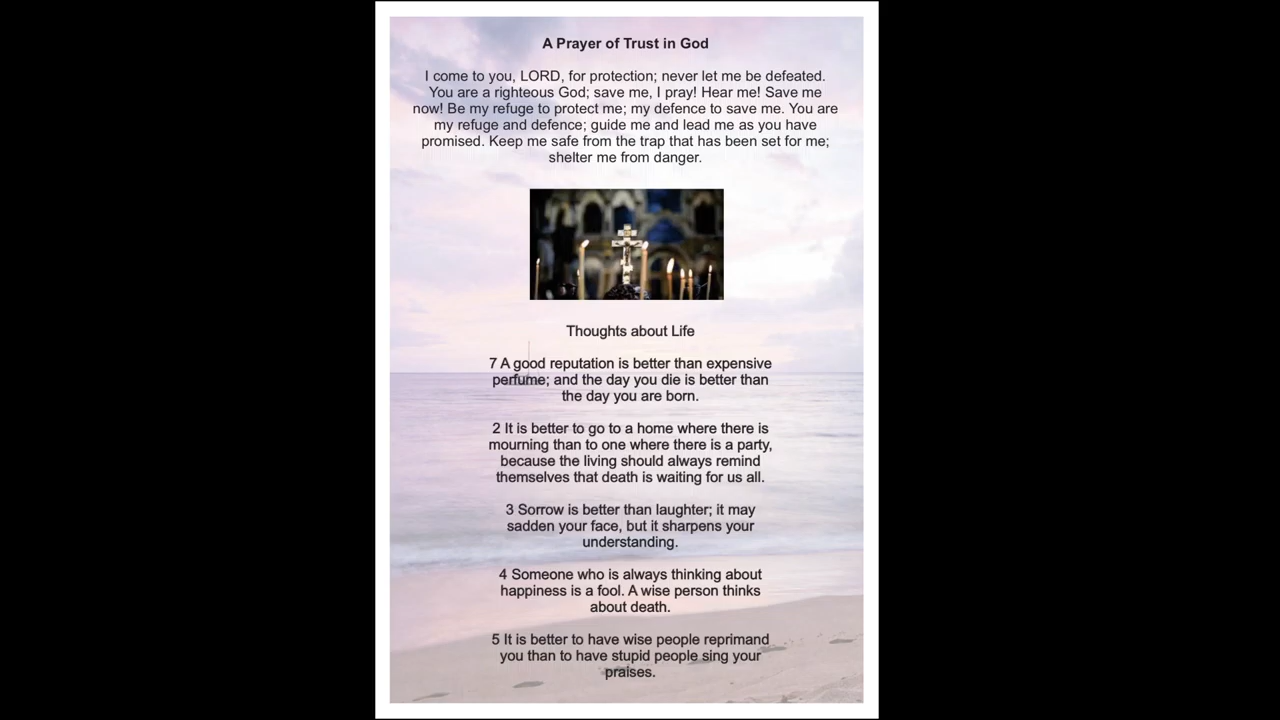 A Prayer of Trust in God
I come to you, LORD, for protection; never let me be defeated.
You are a righteous God; save me, I pray! Hear me! Save me
now! Be my refuge to protect me; my defence to save me. You are
my refuge and defence; guide me and lead me as you have
promised. Keep me safe from the trap that has been set for me;
shelter me from danger.
Thoughts about Life
7 A good reputation is better than expensive
perfume; and the day you die is better than
the day you are born.
2 It is better to go to a home where there is
mourning than to one where there is a party,
because the living should always remind
themselves that death is waiting for us all.
3 Sorrow is better than laughter; it may
sadden your face, but it sharpens your
understanding.
4 Someone who is always thinking about
happiness is a fool. A wise person thinks
about death.
5 It is better to have wise people reprimand
you than to have stupid people sing your
praises.